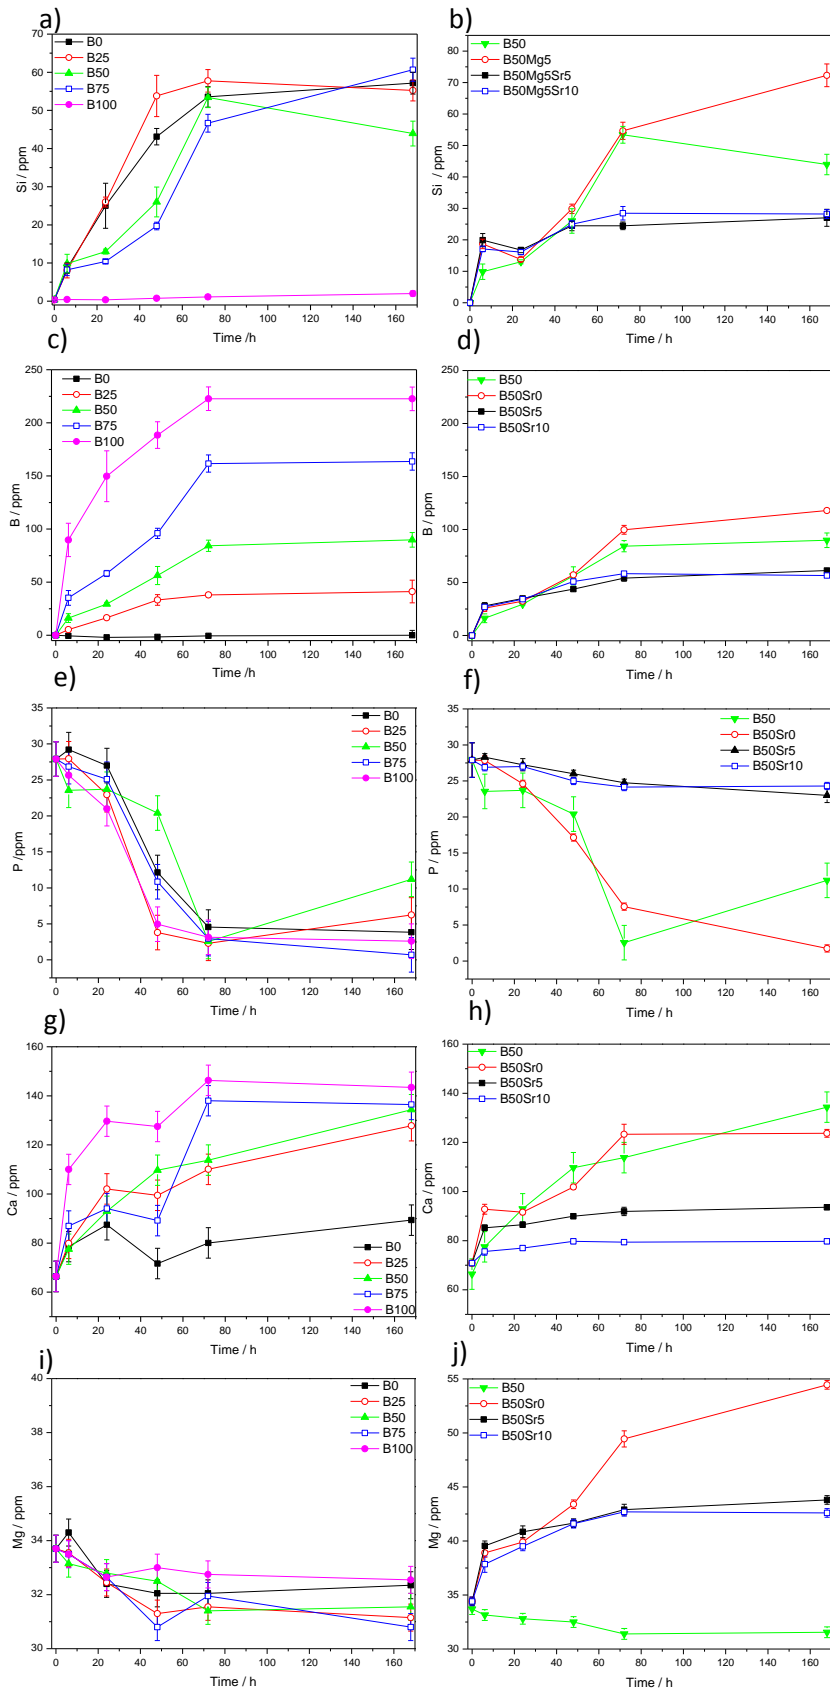 a)
70
60
50
40
30
20
10
0
Si / ppm
B0
B25
B50
B75
B100
0 20 40 60 80 100 120 140 160
Time /h
b)
80
70
60
50
40
30
20
10
0
Si / ppm
B50
B50Mg5
B50Mg5Sr5
B50Mg5Sr10
0 20 40 60 80 100 120 140 160
Time / h
c)
250
200
150
100
50
0
B / ppm
B0
B25
B50
B75
B100
0 20 40 60 80 100 120 140 160
Time /h
d)
250
200
150
100
50
0
B / ppm
B50
B50Sr0
B50Sr5
B50Sr10
0 20 40 60 80 100 120 140 160
Time / h
e)
35
30
25
20
15
10
5
0
P /ppm
B0
B25
B50
B75
B100
0 20 40 60 80 100 120 140 160
Time / h
f)
35
30
25
20
15
10
5
0
P / ppm
B50
B50Sr0
B50Sr5
B50Sr10
0 20 40 60 80 100 120 140 160
Time / h
g)
160
140
120
100
80
60
Ca / ppm
B0
B25
B50
B75
B100
0 20 40 60 80 100 120 140 160
Time / h
h)
160
140
120
100
80
60
Ca / ppm
B50
B50Sr0
B50Sr5
B50Sr10
0 20 40 60 80 100 120 140 160
Time / h
i)
40
38
36
34
32
30
Mg / ppm
B0
B25
B50
B75
B100
0 20 40 60 80 100 120 140 160
Time / h
j)
55
50
45
40
35
30
Mg / ppm
B50
B50Sr0
B50Sr5
B50Sr10
0 20 40 60 80 100 120 140 160
Time / h